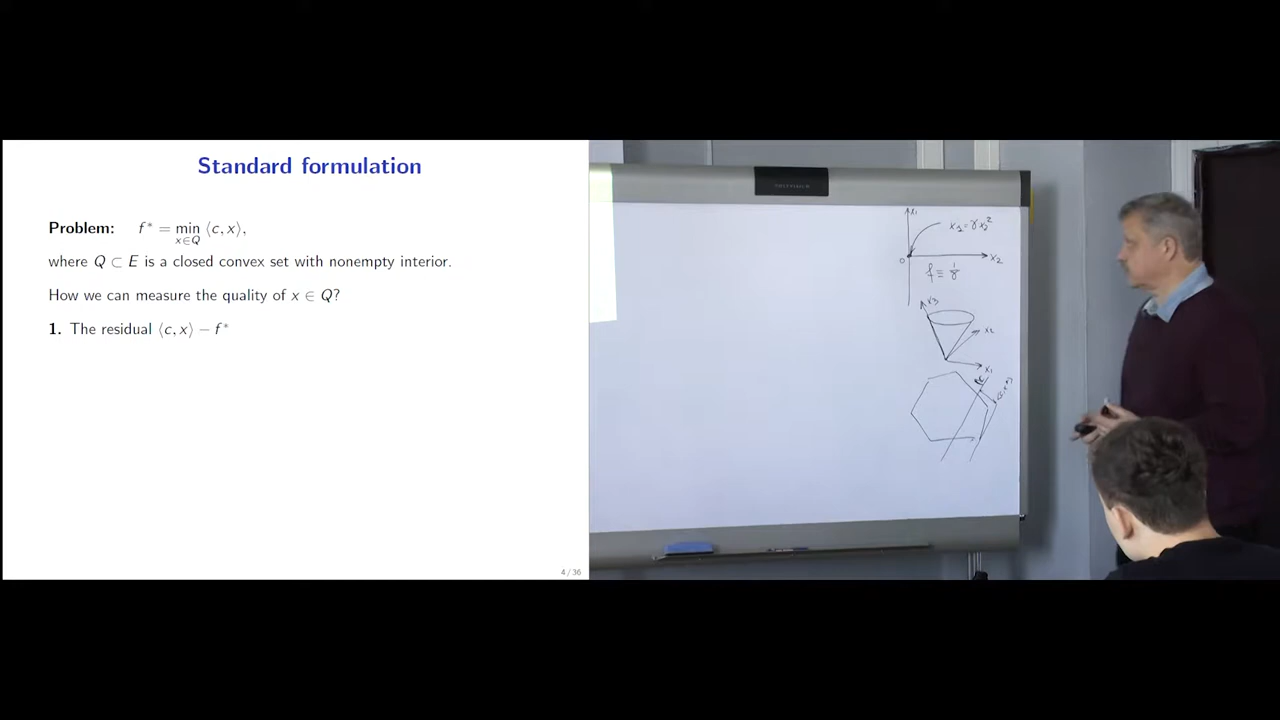 Standard formulation
Problem: f* = min x∈Q ⟨c, x⟩,
where Q ⊂ E is a closed convex set with nonempty interior.
How we can measure the quality of x ∈ Q?
1. The residual ⟨c, x⟩ − f*
4 / 36
x₁
x₁=γx₂²
0
x₂
f ≡ 1/γ
x₃
x₂
x₁